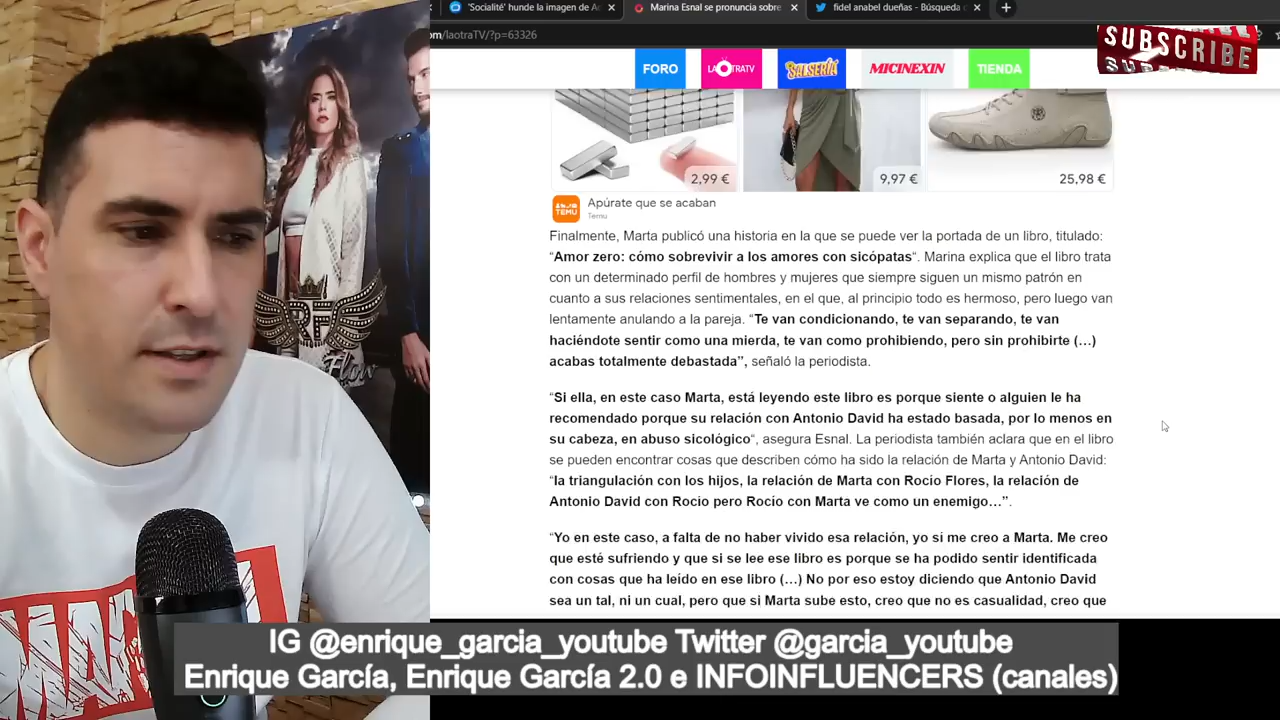 'Socialité' hunde la imagen de A
Marina Esnal se pronuncia sobre
fidel anabel dueñas - Búsqueda
om/laotraTV/?p=63326
SUBSCRIBE
FORO
LAOTRATV
SALSERÍA
MICINEXIN
TIENDA
2,99 €
9,97 €
25,98 €
TEMU
Apúrate que se acaban
Temu
Finalmente, Marta publicó una historia en la que se puede ver la portada de un libro, titulado:
“Amor zero: cómo sobrevivir a los amores con sicópatas“. Marina explica que el libro trata
con un determinado perfil de hombres y mujeres que siempre siguen un mismo patrón en
cuanto a sus relaciones sentimentales, en el que, al principio todo es hermoso, pero luego van
lentamente anulando a la pareja. “Te van condicionando, te van separando, te van
haciéndote sentir como una mierda, te van como prohibiendo, pero sin prohibirte (…)
acabas totalmente debastada”, señaló la periodista.
“Si ella, en este caso Marta, está leyendo este libro es porque siente o alguien le ha
recomendado porque su relación con Antonio David ha estado basada, por lo menos en
su cabeza, en abuso sicológico“, asegura Esnal. La periodista también aclara que en el libro
se pueden encontrar cosas que describen cómo ha sido la relación de Marta y Antonio David:
“la triangulación con los hijos, la relación de Marta con Rocío Flores, la relación de
Antonio David con Rocio pero Rocío con Marta ve como un enemigo…”.
“Yo en este caso, a falta de no haber vivido esa relación, yo si me creo a Marta. Me creo
que esté sufriendo y que si se lee ese libro es porque se ha podido sentir identificada
con cosas que ha leído en ese libro (…) No por eso estoy diciendo que Antonio David
sea un tal, ni un cual, pero que si Marta sube esto, creo que no es casualidad, creo que
RF
Flow
IG @enrique_garcia_youtube Twitter @garcia_youtube
Enrique García, Enrique García 2.0 e INFOINFLUENCERS (canales)